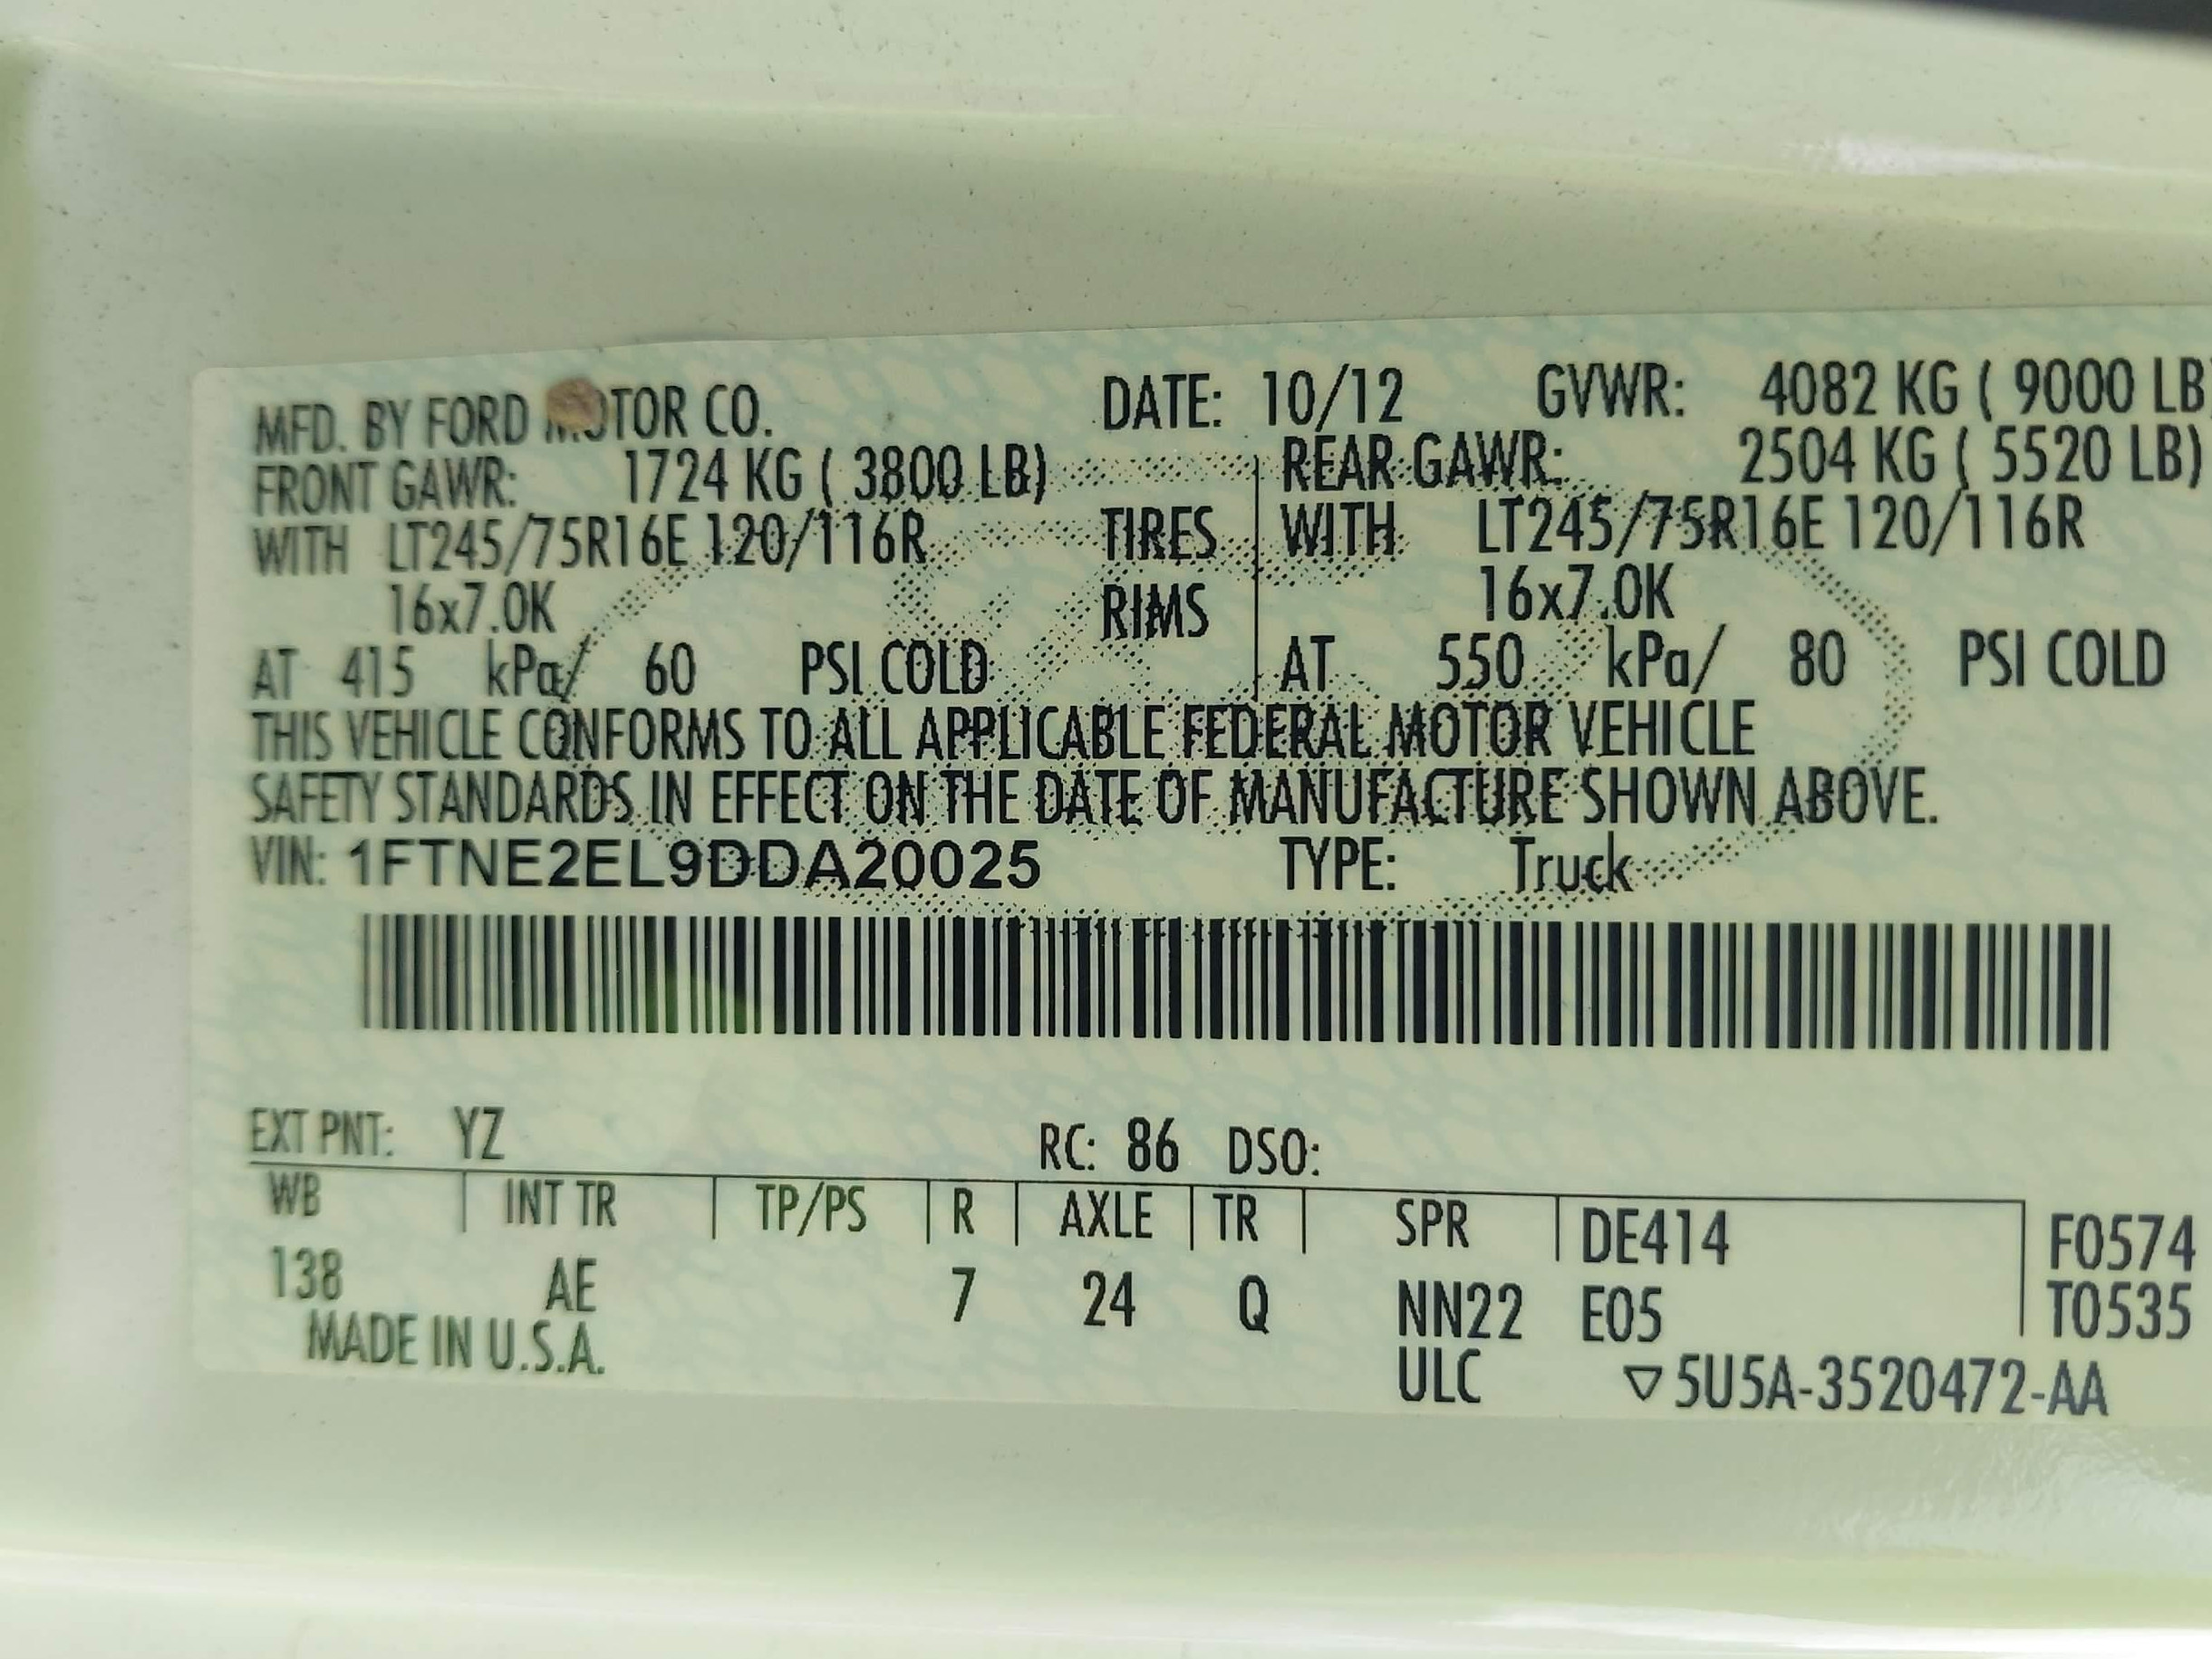 MFD. BY FORD MOTOR CO. DATE: 10/12 GVWR: 4082 KG ( 9000 LB
FRONT GAWR: 1724 KG ( 3800 LB) REAR GAWR: 2504 KG ( 5520 LB)
WITH LT245/75R16E 120/116R TIRES WITH LT245/75R16E 120/116R
16x7.0K RIMS 16x7.0K
AT 415 kPa/ 60 PSI COLD AT 550 kPa/ 80 PSI COLD
THIS VEHICLE CONFORMS TO ALL APPLICABLE FEDERAL MOTOR VEHICLE
SAFETY STANDARDS IN EFFECT ON THE DATE OF MANUFACTURE SHOWN ABOVE.
VIN: 1FTNE2EL9DDA20025 TYPE: Truck
EXT PNT: YZ RC: 86 DSO:
WB INT TR TP/PS R AXLE TR SPR DE414 F0574
138 AE 7 24 Q NN22 E05 T0535
MADE IN U.S.A. ULC ▽5U5A-3520472-AA